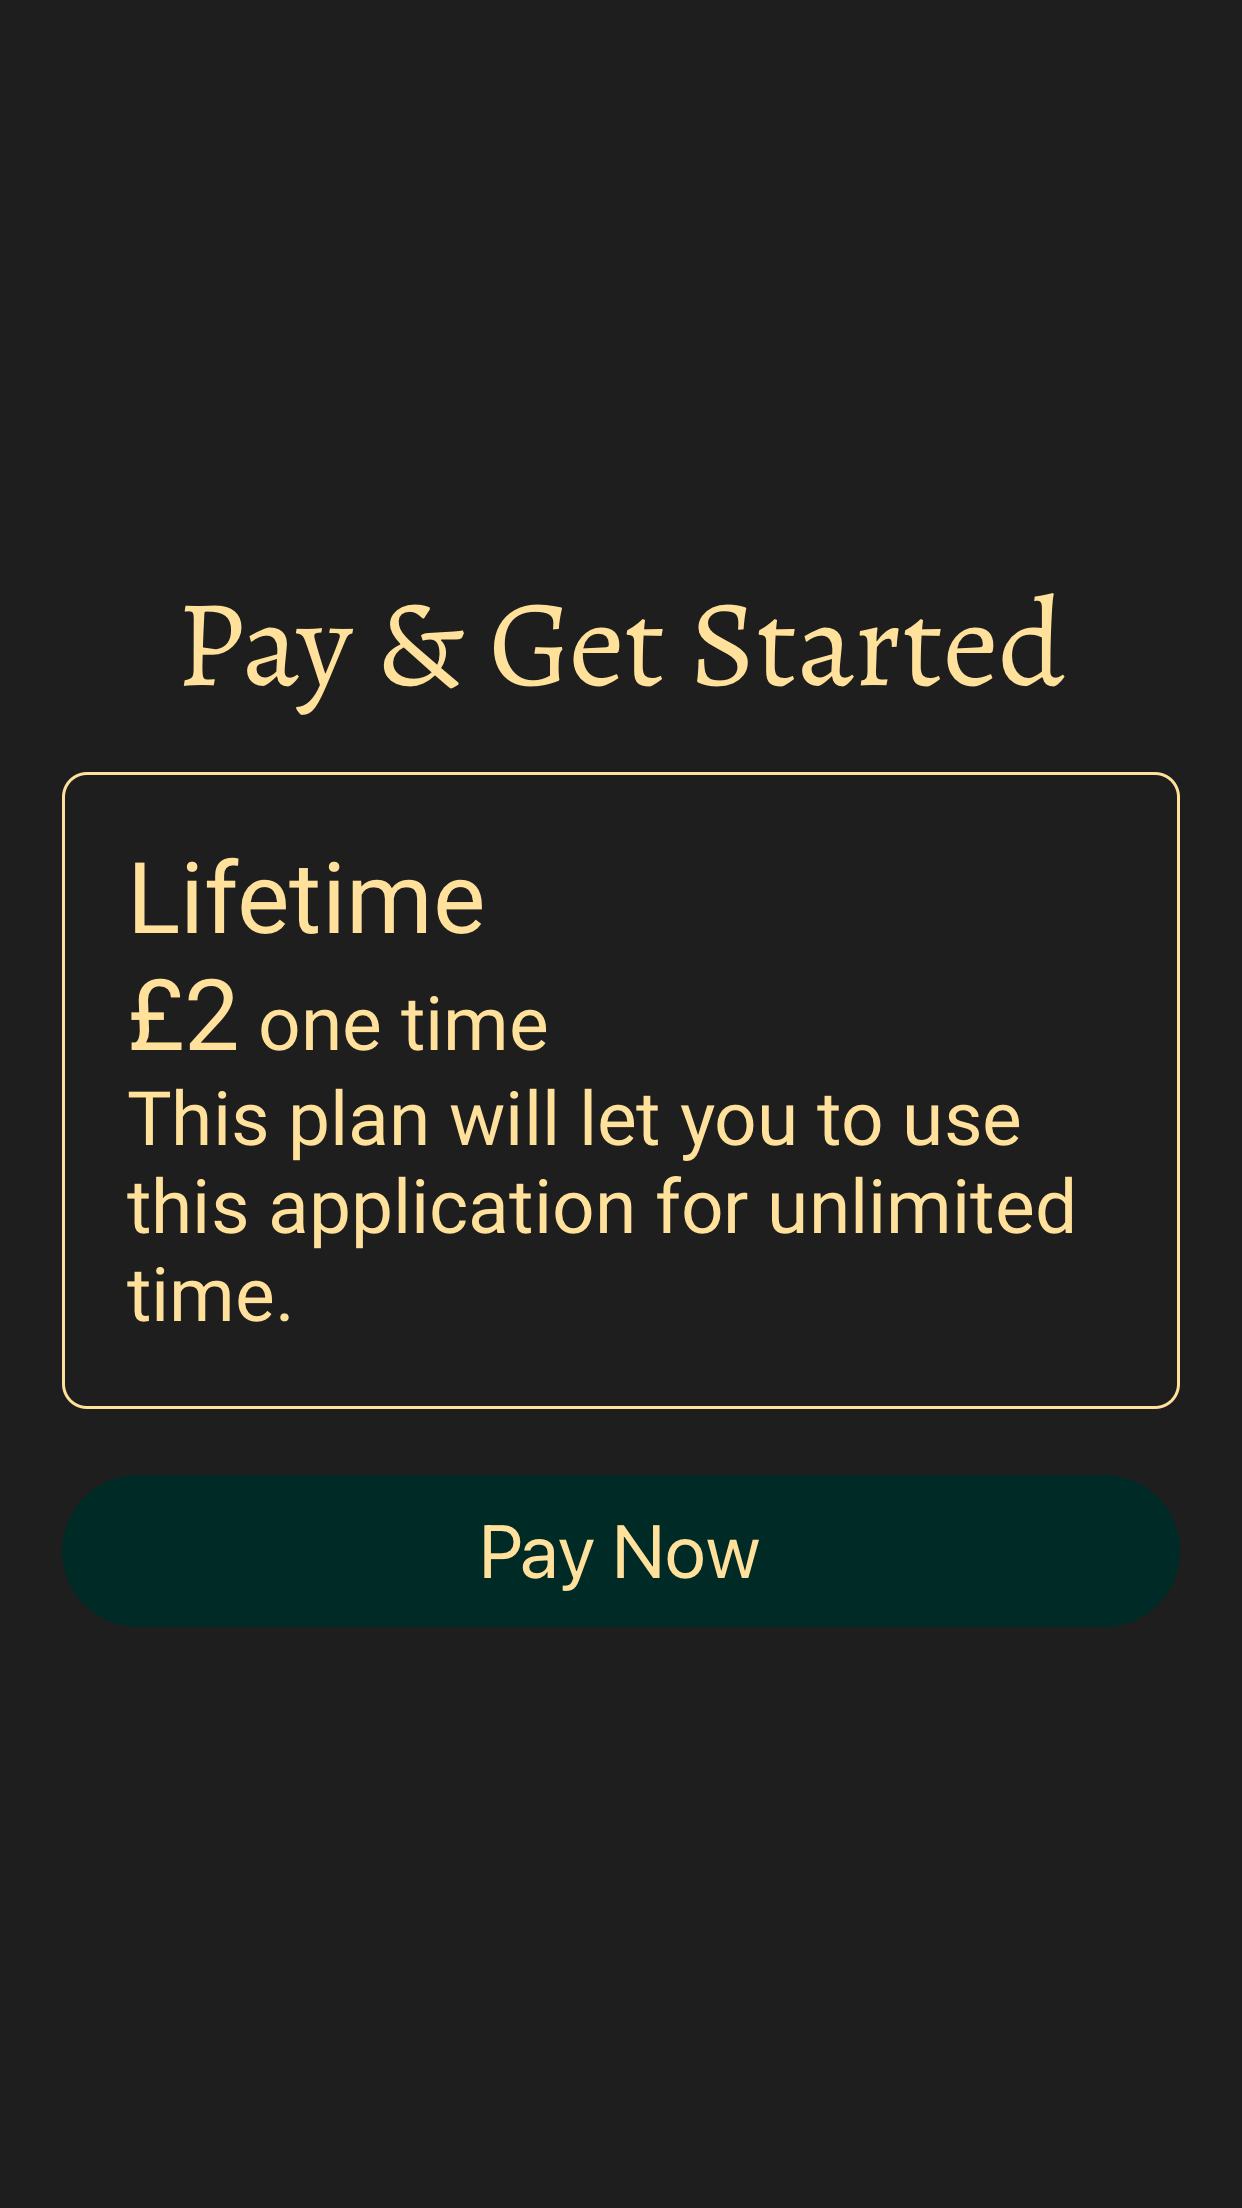 Pay & Get Started
Lifetime
£2 one time
This plan will let you to use
this application for unlimited
time.
Pay Now